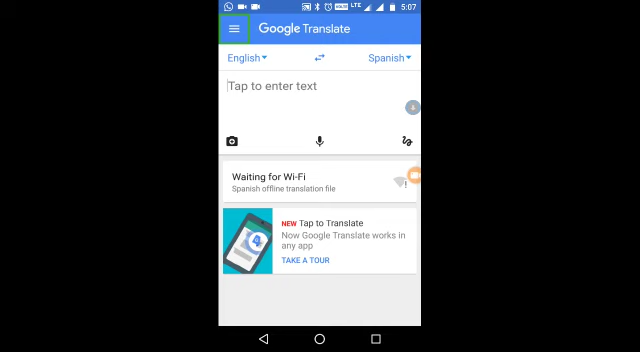 LTE 5:07
Google Translate
English Spanish
Tap to enter text
Waiting for Wi-Fi
Spanish offline translation file
NEW Tap to Translate
Now Google Translate works in
any app
TAKE A TOUR